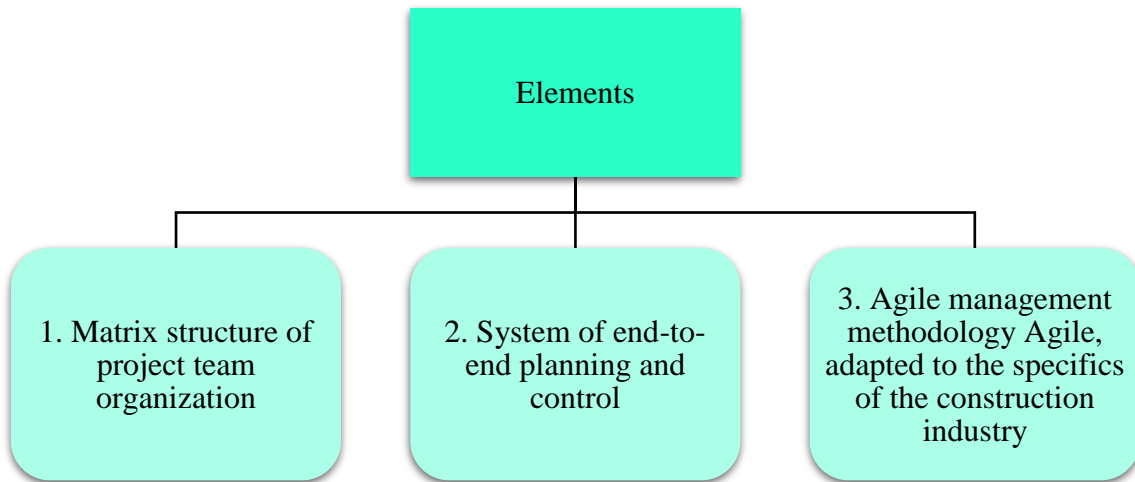 Elements
1. Matrix structure of
project team
organization
2. System of end-to-
end planning and
control
3. Agile management
methodology Agile,
adapted to the specifics
of the construction
industry